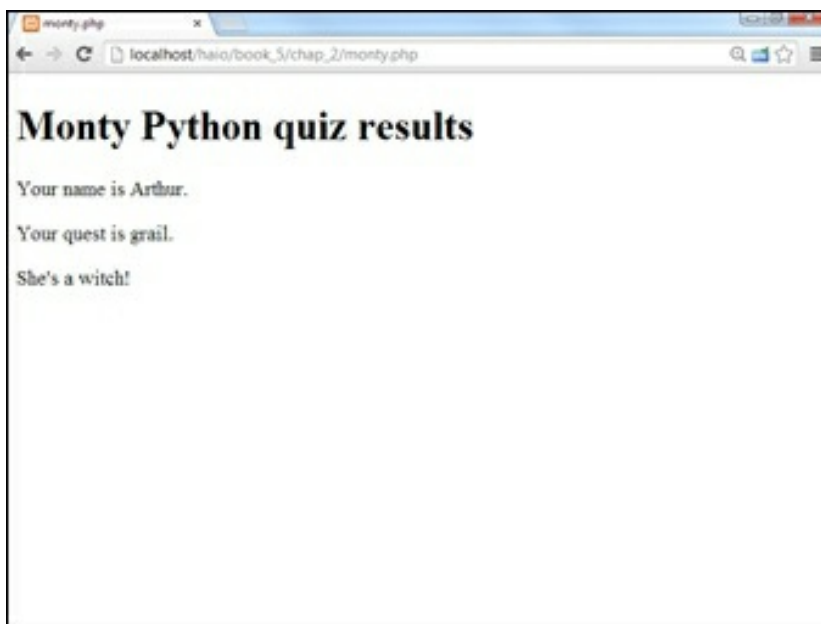 monty.php
localhost/haio/book_5/chap_2/monty.php
Monty Python quiz results
Your name is Arthur.
Your quest is grail.
She's a witch!